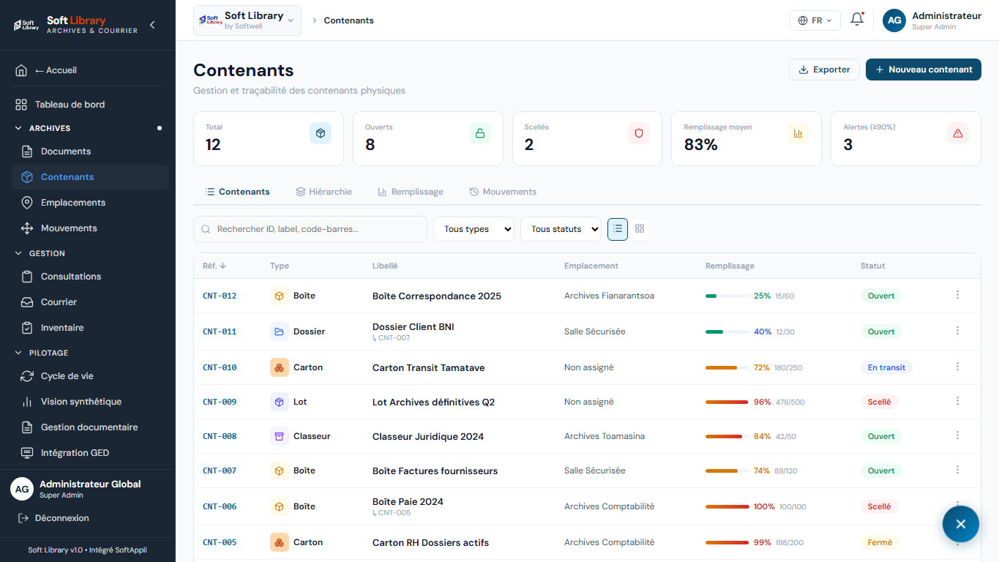 Soft Library
Soft Library
ARCHIVES & COURRIER
← Accueil
Tableau de bord
ARCHIVES
Documents
Contenants
Emplacements
Mouvements
GESTION
Consultations
Courrier
Inventaire
PILOTAGE
Cycle de vie
Vision synthétique
Gestion documentaire
Intégration GED
AG
Administrateur Global
Super Admin
Déconnexion
Soft Library v1.0 • Intégré SoftAppli
Soft Library
Soft Library
by Softwell
Contenants
FR
AG
Administrateur
Super Admin
Contenants
Gestion et traçabilité des contenants physiques
Exporter
Nouveau contenant
Total
12
Ouverts
8
Scellés
2
Remplissage moyen
83%
Alertes (≥90%)
3
Contenants Hiérarchie Remplissage Mouvements
Rechercher ID, label, code-barres... Tous types Tous statuts
Réf. ↓ Type Libellé Emplacement Remplissage Statut
CNT-012 Boîte Boîte Correspondance 2025 Archives Fianarantsoa 25% 15/60 Ouvert
CNT-011 Dossier Dossier Client BNI Salle Sécurisée 40% 12/30 Ouvert
↳ CNT-007
CNT-010 Carton Carton Transit Tamatave Non assigné 72% 180/250 En transit
CNT-009 Lot Lot Archives définitives Q2 Non assigné 96% 478/500 Scellé
CNT-008 Classeur Classeur Juridique 2024 Archives Toamasina 84% 42/50 Ouvert
CNT-007 Boîte Boîte Factures fournisseurs Salle Sécurisée 74% 89/120 Ouvert
CNT-006 Boîte Boîte Paie 2024 Archives Comptabilité 100% 100/100 Scellé
↳ CNT-005
CNT-005 Carton Carton RH Dossiers actifs Archives Comptabilité 99% 198/200 Fermé